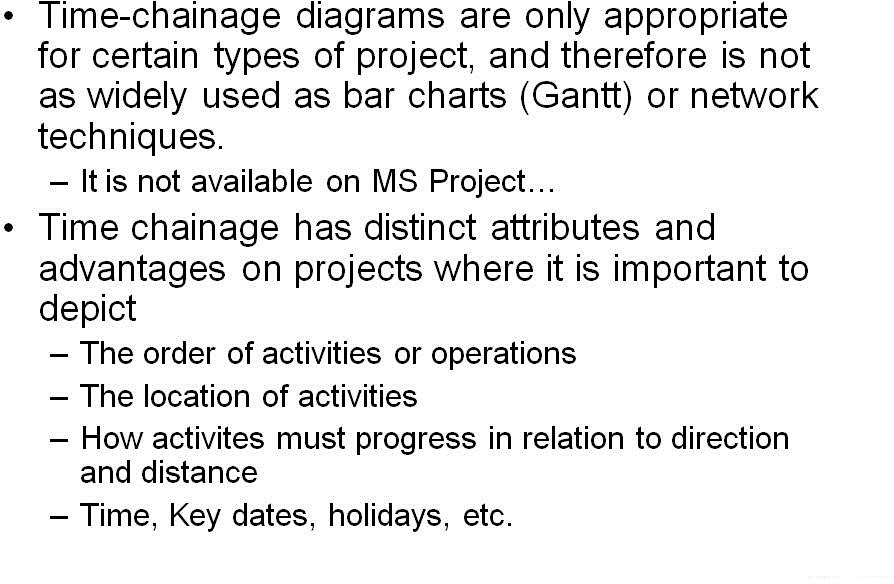 • Time-chainage diagrams are only appropriate
for certain types of project, and therefore is not
as widely used as bar charts (Gantt) or network
techniques.
– It is not available on MS Project…
• Time chainage has distinct attributes and
advantages on projects where it is important to
depict
– The order of activities or operations
– The location of activities
– How activites must progress in relation to direction
and distance
– Time, Key dates, holidays, etc.